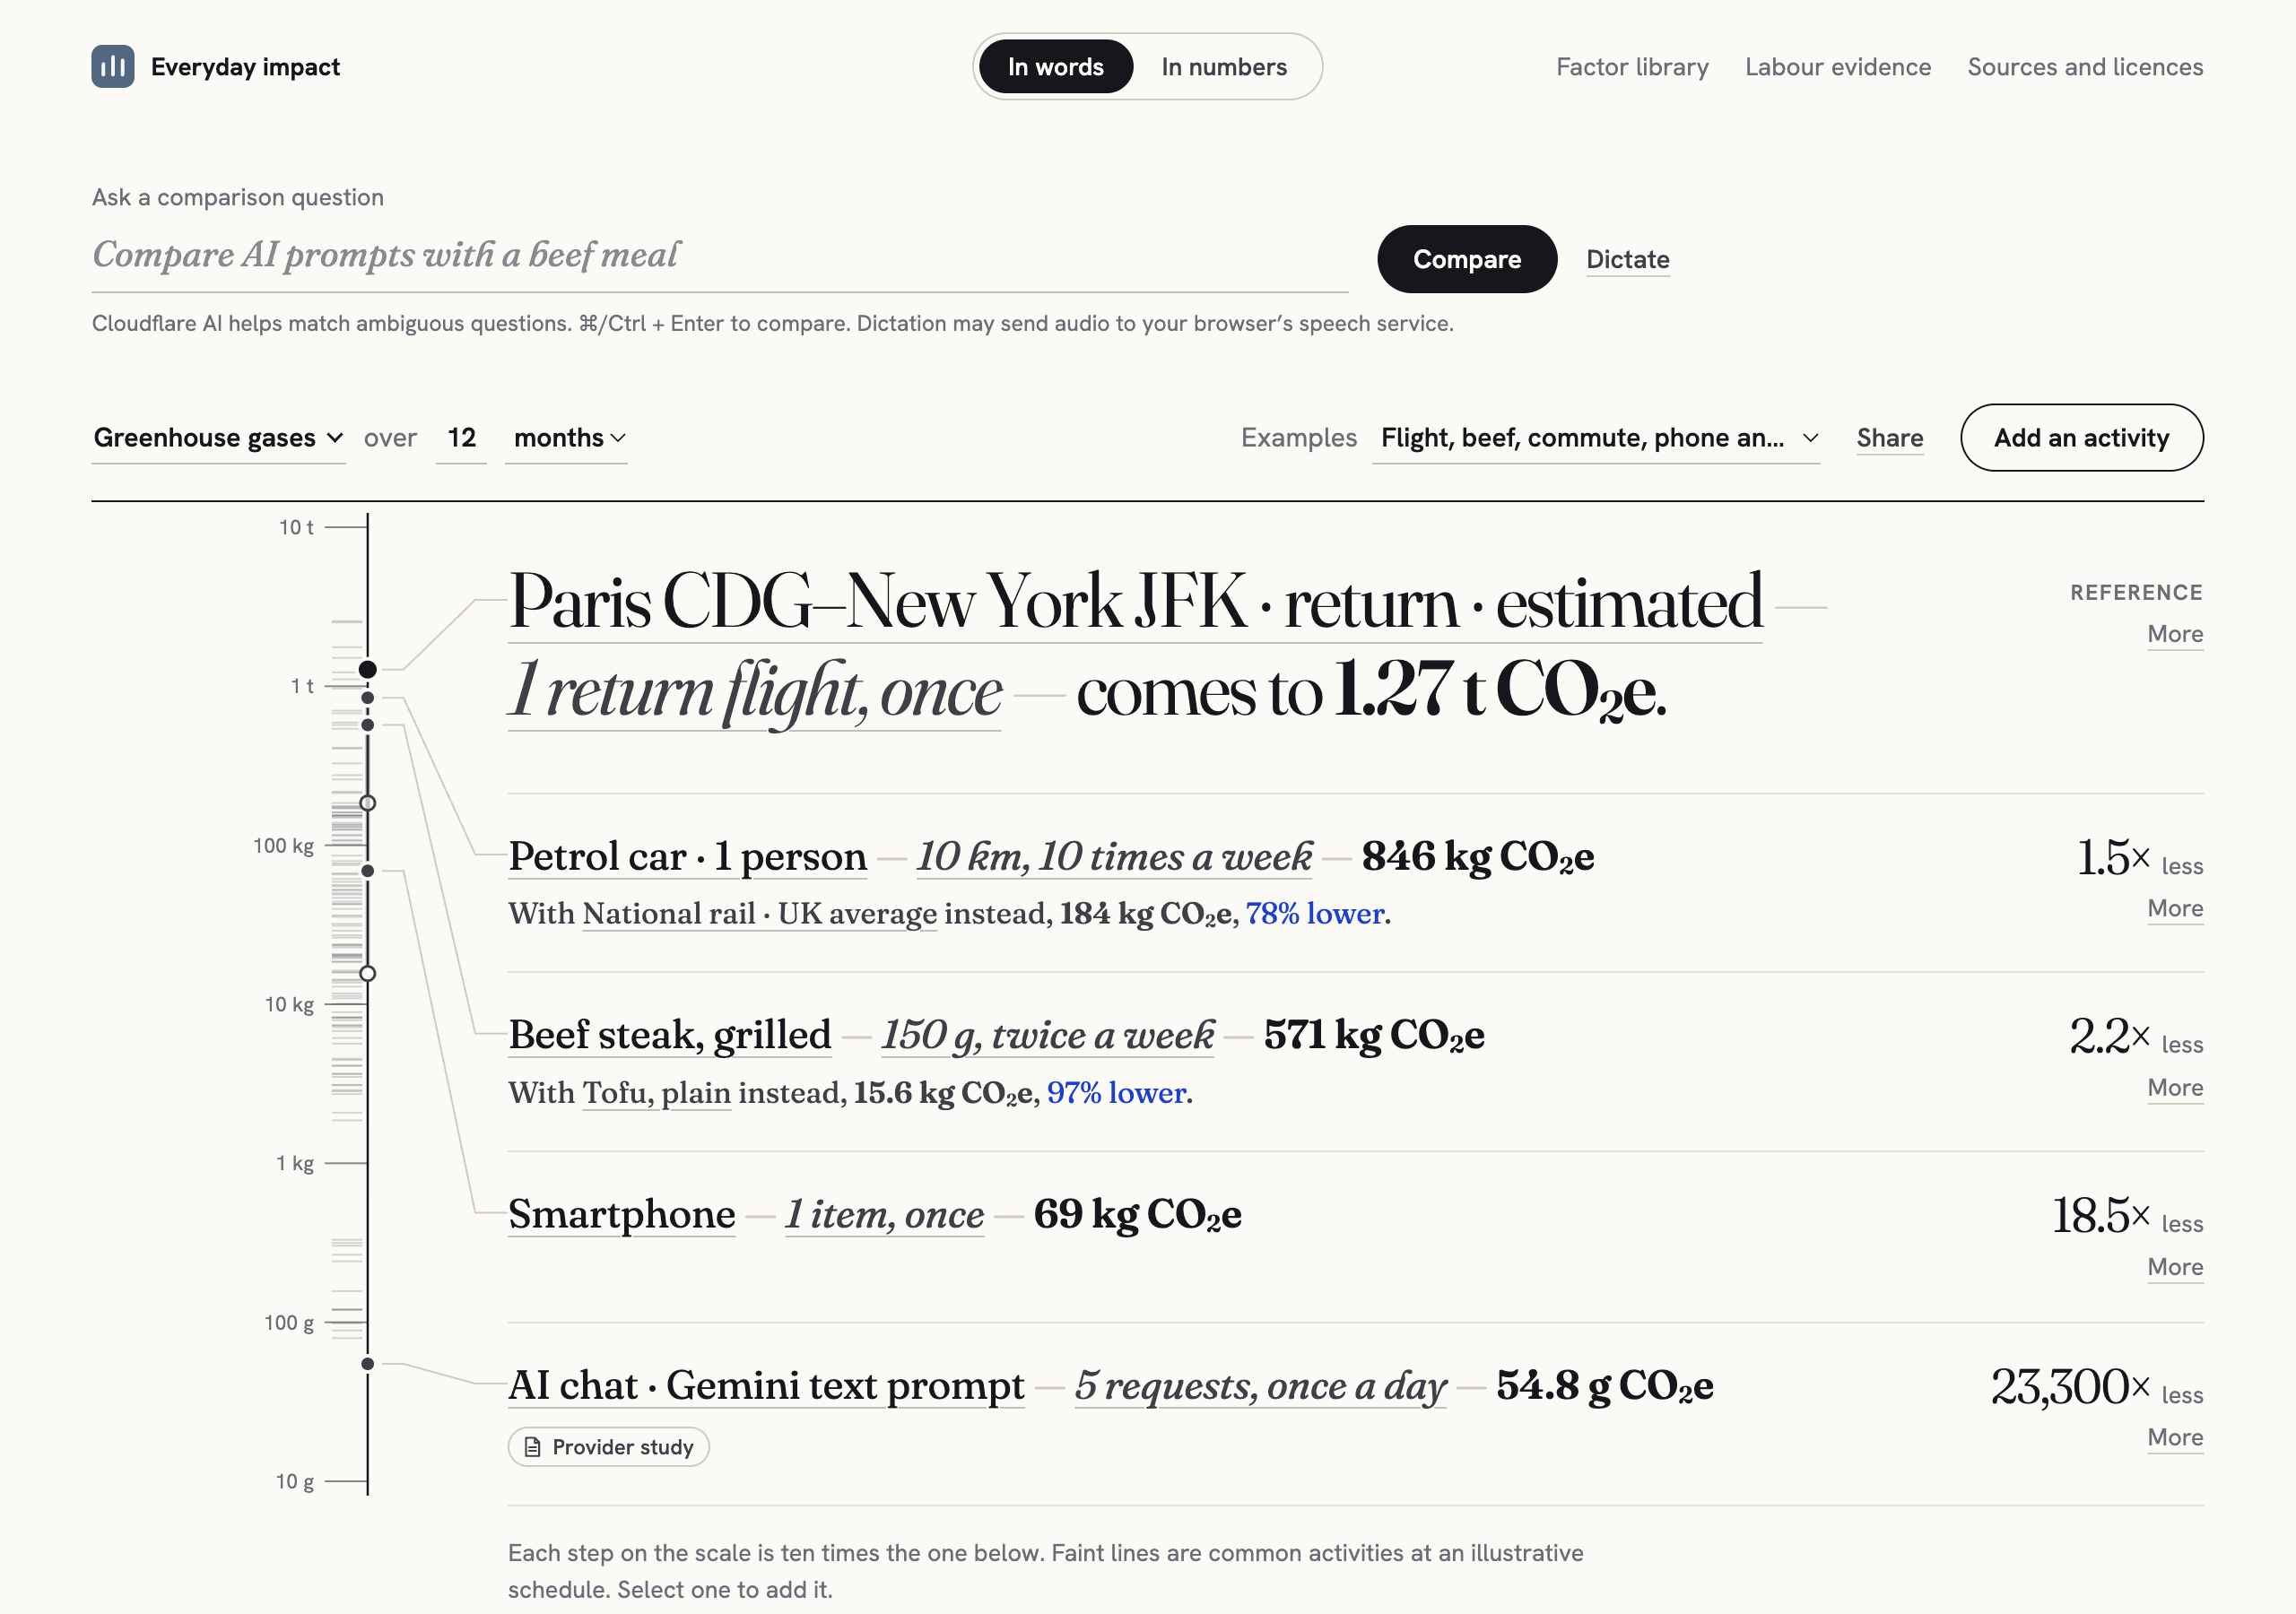 Everyday impact
In words
In numbers
Factor library
Labour evidence
Sources and licences
Ask a comparison question
Compare AI prompts with a beef meal
Compare
Dictate
Cloudflare AI helps match ambiguous questions. ⌘/Ctrl + Enter to compare. Dictation may send audio to your browser’s speech service.
Greenhouse gases over 12 months
Examples Flight, beef, commute, phone an...
Share
Add an activity
10 t
1 t
100 kg
10 kg
1 kg
100 g
10 g
Paris CDG–New York JFK · return · estimated —
1 return flight, once — comes to 1.27 t CO₂e.
REFERENCE
More
Petrol car · 1 person — 10 km, 10 times a week — 846 kg CO₂e
With National rail · UK average instead, 184 kg CO₂e, 78% lower.
1.5× less
More
Beef steak, grilled — 150 g, twice a week — 571 kg CO₂e
With Tofu, plain instead, 15.6 kg CO₂e, 97% lower.
2.2× less
More
Smartphone — 1 item, once — 69 kg CO₂e
18.5× less
More
AI chat · Gemini text prompt — 5 requests, once a day — 54.8 g CO₂e
Provider study
23,300× less
More
Each step on the scale is ten times the one below. Faint lines are common activities at an illustrative
schedule. Select one to add it.